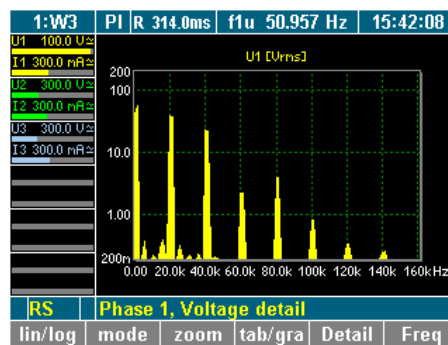 1:W3 PI R 314.0ms f1u 50.957 Hz 15:42:08
U1 100.0 V≃
I1 300.0 mA≃
U2 300.0 V≃
I2 300.0 mA≃
U3 300.0 V≃
I3 300.0 mA≃
U1 [Vrms]
200
100
10.0
1.00
200m
0.00 20.0k 40.0k 60.0k 80.0k 100k 120k 140k 160kHz
RS Phase 1, Voltage detail
lin/log mode zoom tab/gra Detail Freq